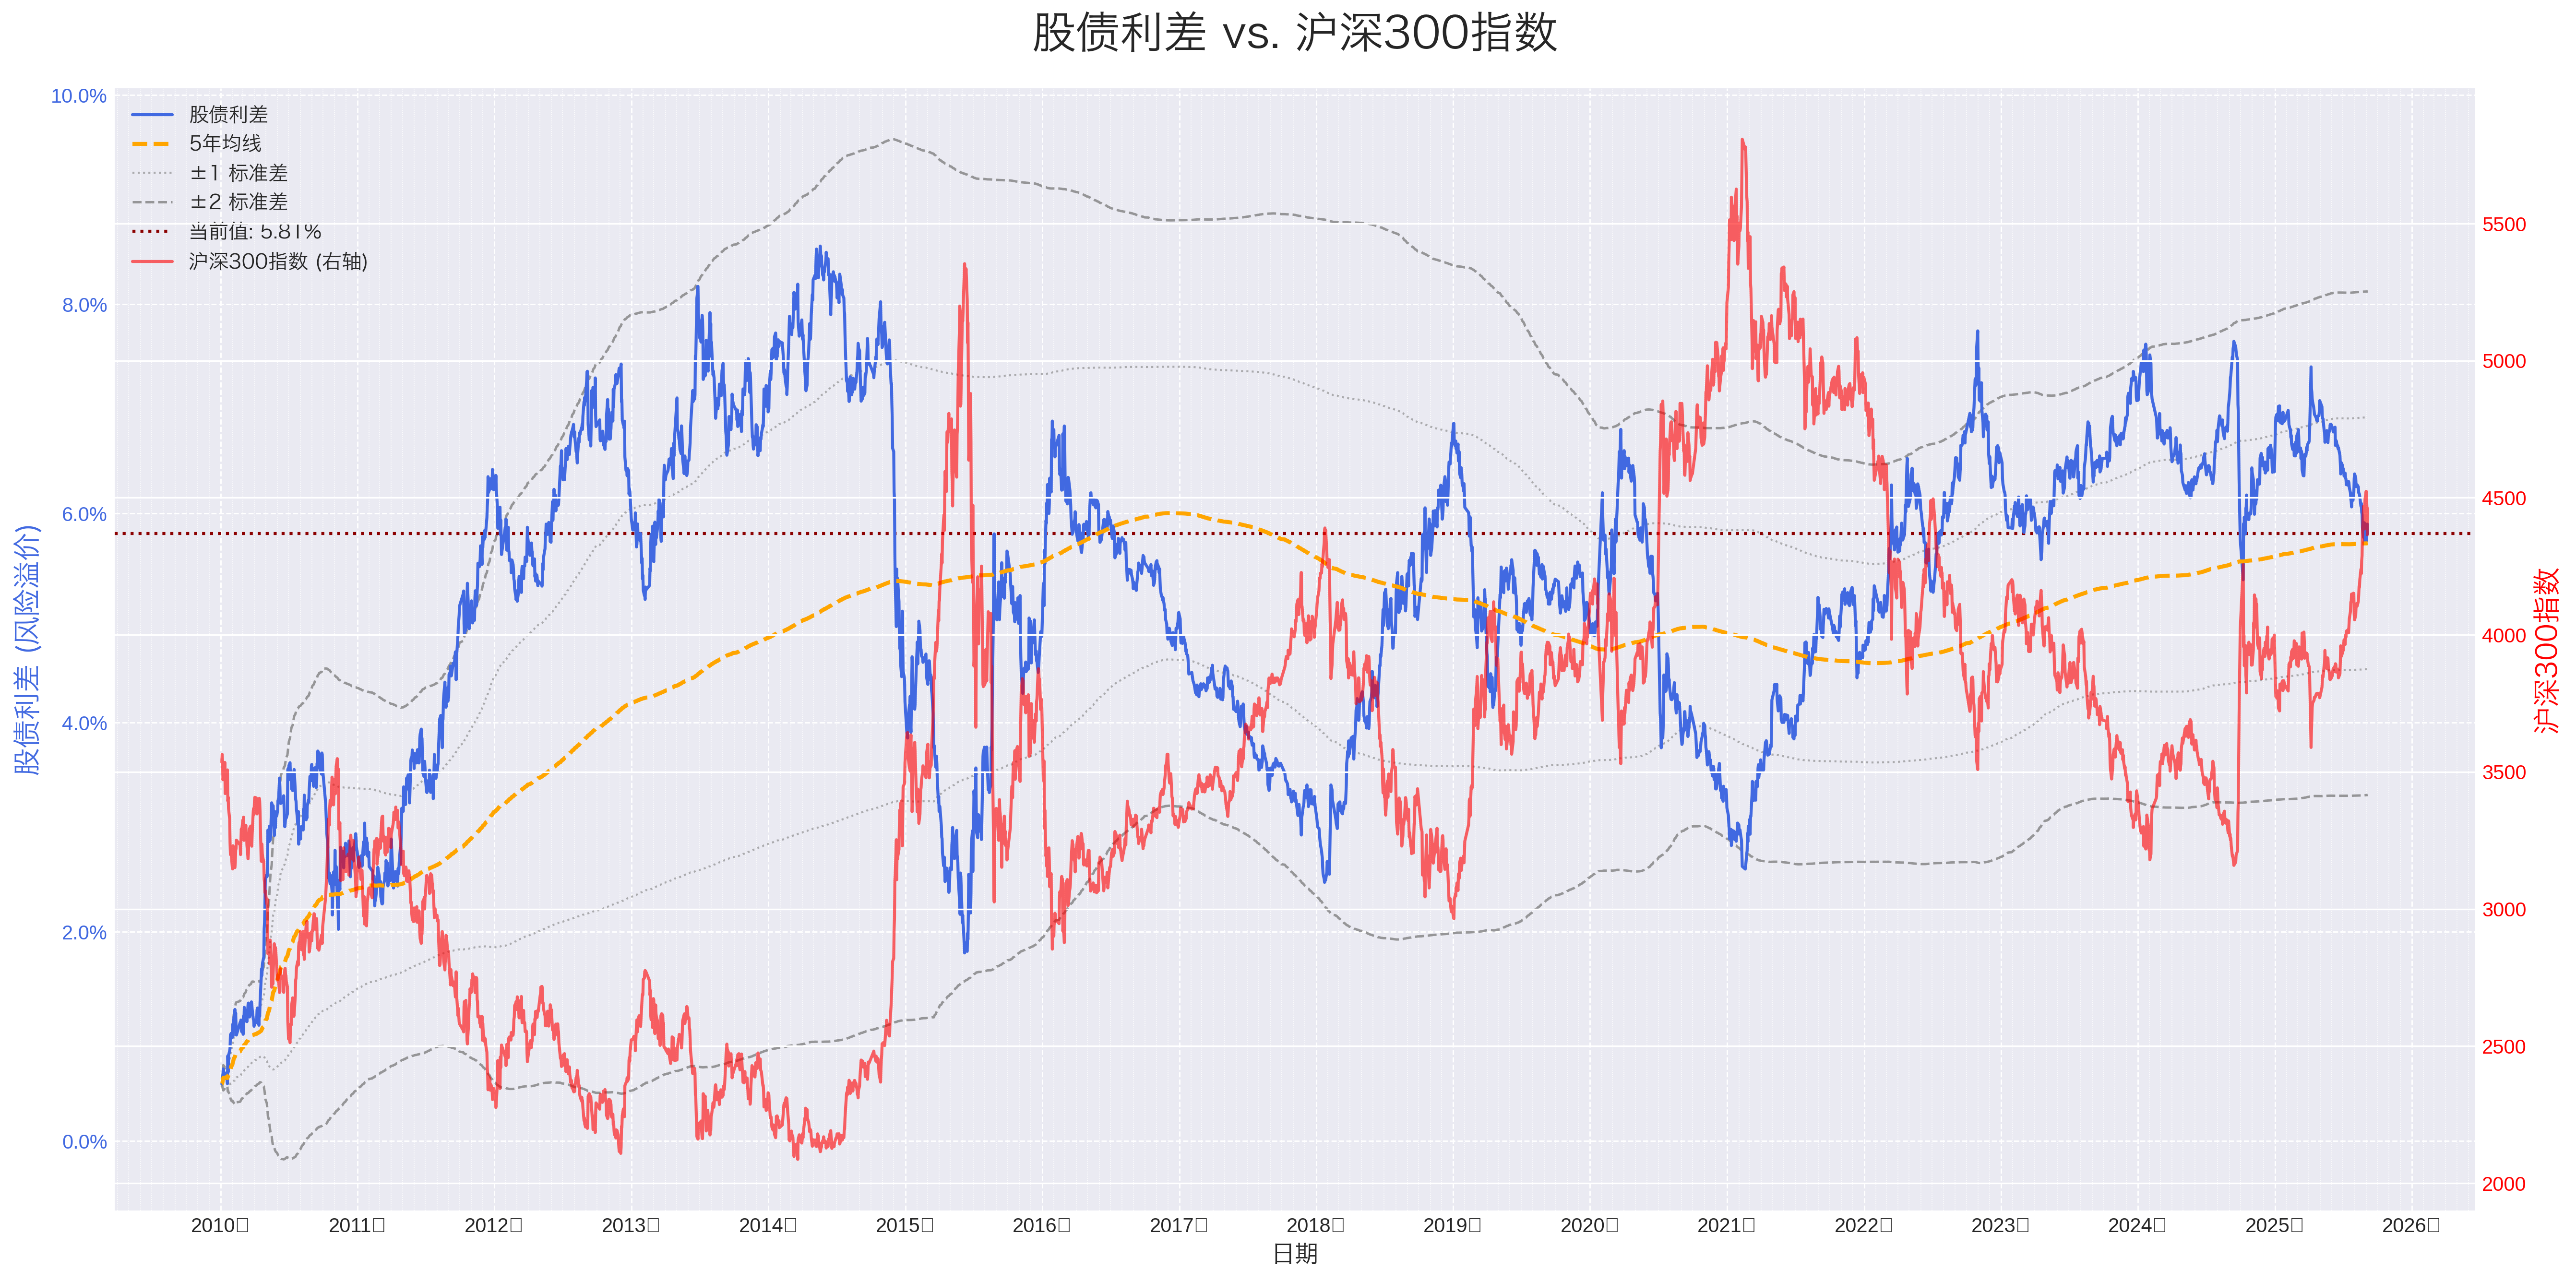 股债利差 vs. 沪深300指数
10.0%
8.0%
6.0%
4.0%
2.0%
0.0%
股债利差 (风险溢价)
股债利差
5年均线
±1 标准差
±2 标准差
当前值: 5.81%
沪深300指数 (右轴)
5500
5000
4500
4000
3500
3000
2500
2000
沪深300指数
2010□ 2011□ 2012□ 2013□ 2014□ 2015□ 2016□ 2017□ 2018□ 2019□ 2020□ 2021□ 2022□ 2023□ 2024□ 2025□ 2026□
日期